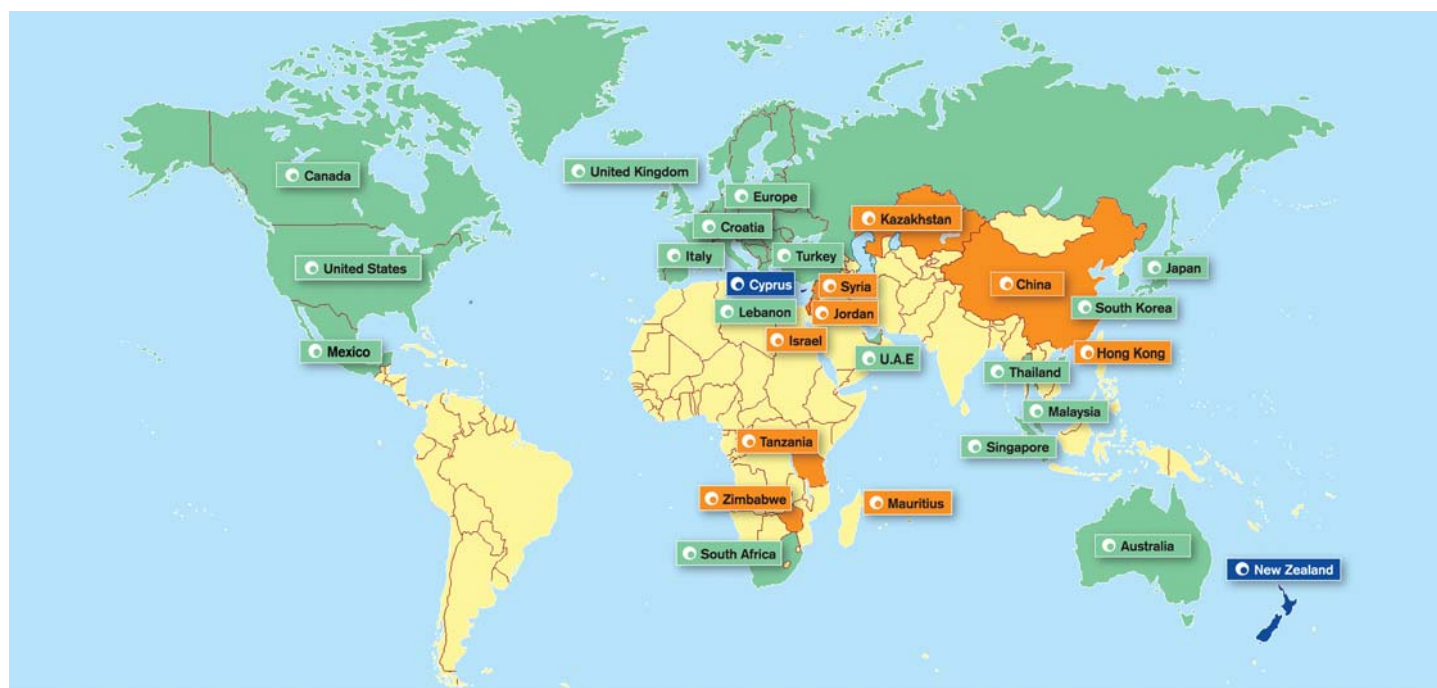 Canada
United Kingdom
Europe
Croatia
Kazakhstan
Italy
Turkey
United States
Japan
Cyprus
Syria
China
Lebanon
Jordan
South Korea
Israel
Mexico
U.A.E
Hong Kong
Thailand
Malaysia
Tanzania
Singapore
Zimbabwe
Mauritius
South Africa
Australia
New Zealand